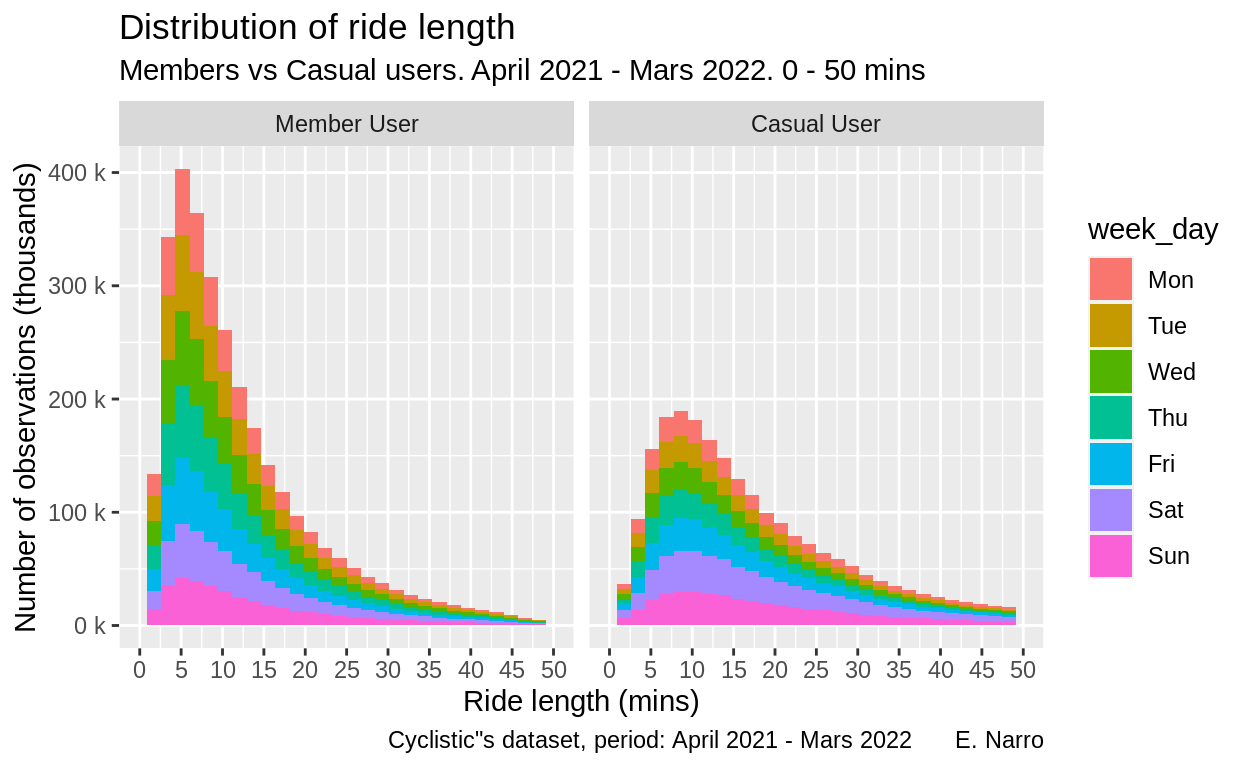 Distribution of ride length
Members vs Casual users. April 2021 - Mars 2022. 0 - 50 mins
Member User
Casual User
Number of observations (thousands)
400 k
300 k
200 k
100 k
0 k
0 5 10 15 20 25 30 35 40 45 50
0 5 10 15 20 25 30 35 40 45 50
Ride length (mins)
week_day
Mon
Tue
Wed
Thu
Fri
Sat
Sun
Cyclistic"s dataset, period: April 2021 - Mars 2022 E. Narro